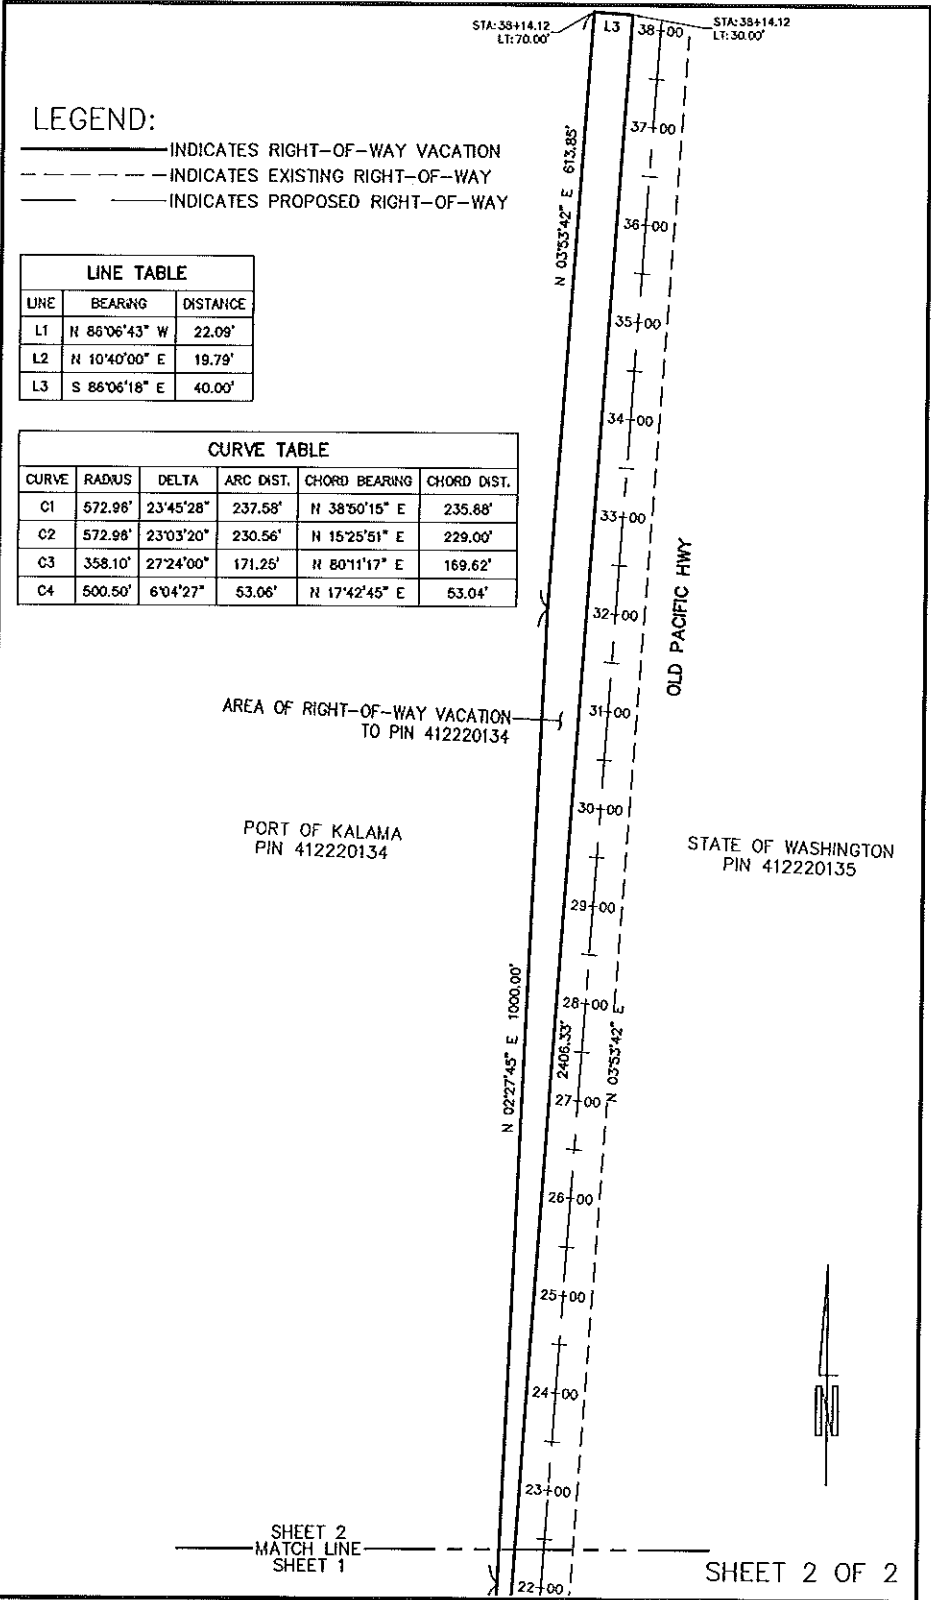 STA:38+14.12
LT:70.00'
L3
38+00
STA:38+14.12
LT:30.00'
LEGEND:
INDICATES RIGHT-OF-WAY VACATION
INDICATES EXISTING RIGHT-OF-WAY
INDICATES PROPOSED RIGHT-OF-WAY
N 03°53'42" E 613.85'
37+00
36+00
35+00
34+00
33+00
32+00
31+00
30+00
29+00
28+00
27+00
26+00
25+00
24+00
23+00
22+00
LINE TABLE
LINE BEARING DISTANCE
L1 N 86°06'43" W 22.09'
L2 N 10°40'00" E 19.79'
L3 S 86°06'18" E 40.00'
CURVE TABLE
CURVE RADIUS DELTA ARC DIST. CHORD BEARING CHORD DIST.
C1 572.96' 23°45'28" 237.58' N 38°50'15" E 235.88'
C2 572.96' 23°03'20" 230.56' N 15°25'51" E 229.00'
C3 358.10' 27°24'00" 171.25' N 80°11'17" E 169.62'
C4 500.50' 6°04'27" 53.06' N 17°42'45" E 53.04'
OLD PACIFIC HWY
AREA OF RIGHT-OF-WAY VACATION
TO PIN 412220134
PORT OF KALAMA
PIN 412220134
STATE OF WASHINGTON
PIN 412220135
N 02°27'45" E 1000.00'
2406.33'
N 03°53'42" E
N
SHEET 2
MATCH LINE
SHEET 1
SHEET 2 OF 2